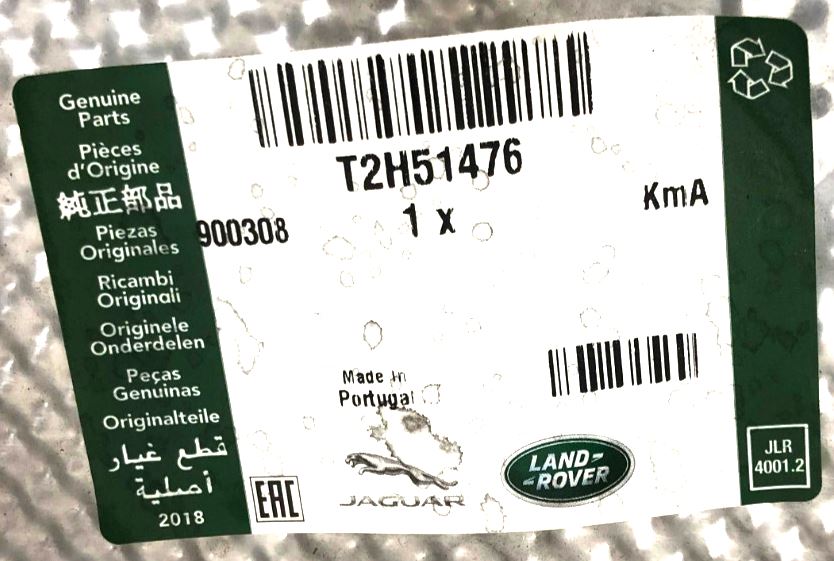 Genuine
Parts
Pièces
d'Origine
純正部品
Piezas
Originales
Ricambi
Originali
Originele
Onderdelen
Peças
Genuinas
Originalteile
قطع غيار
أصلية
2018
T2H51476
900308
1 x
KmA
Made In
Portugal
EAC
JAGUAR
LAND-
-ROVER
JLR
4001.2